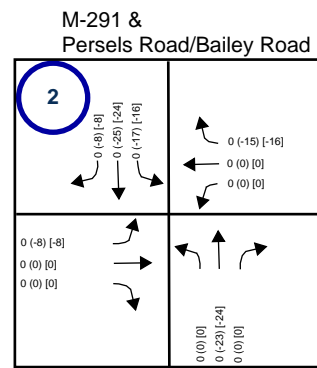 M-291 &
Persels Road/Bailey Road
2
0 (-8) [-8]
0 (-25) [-24]
0 (-17) [-16]
0 (-15) [-16]
0 (0) [0]
0 (0) [0]
0 (-8) [-8]
0 (0) [0]
0 (0) [0]
0 (0) [0]
0 (-23) [-24]
0 (0) [0]